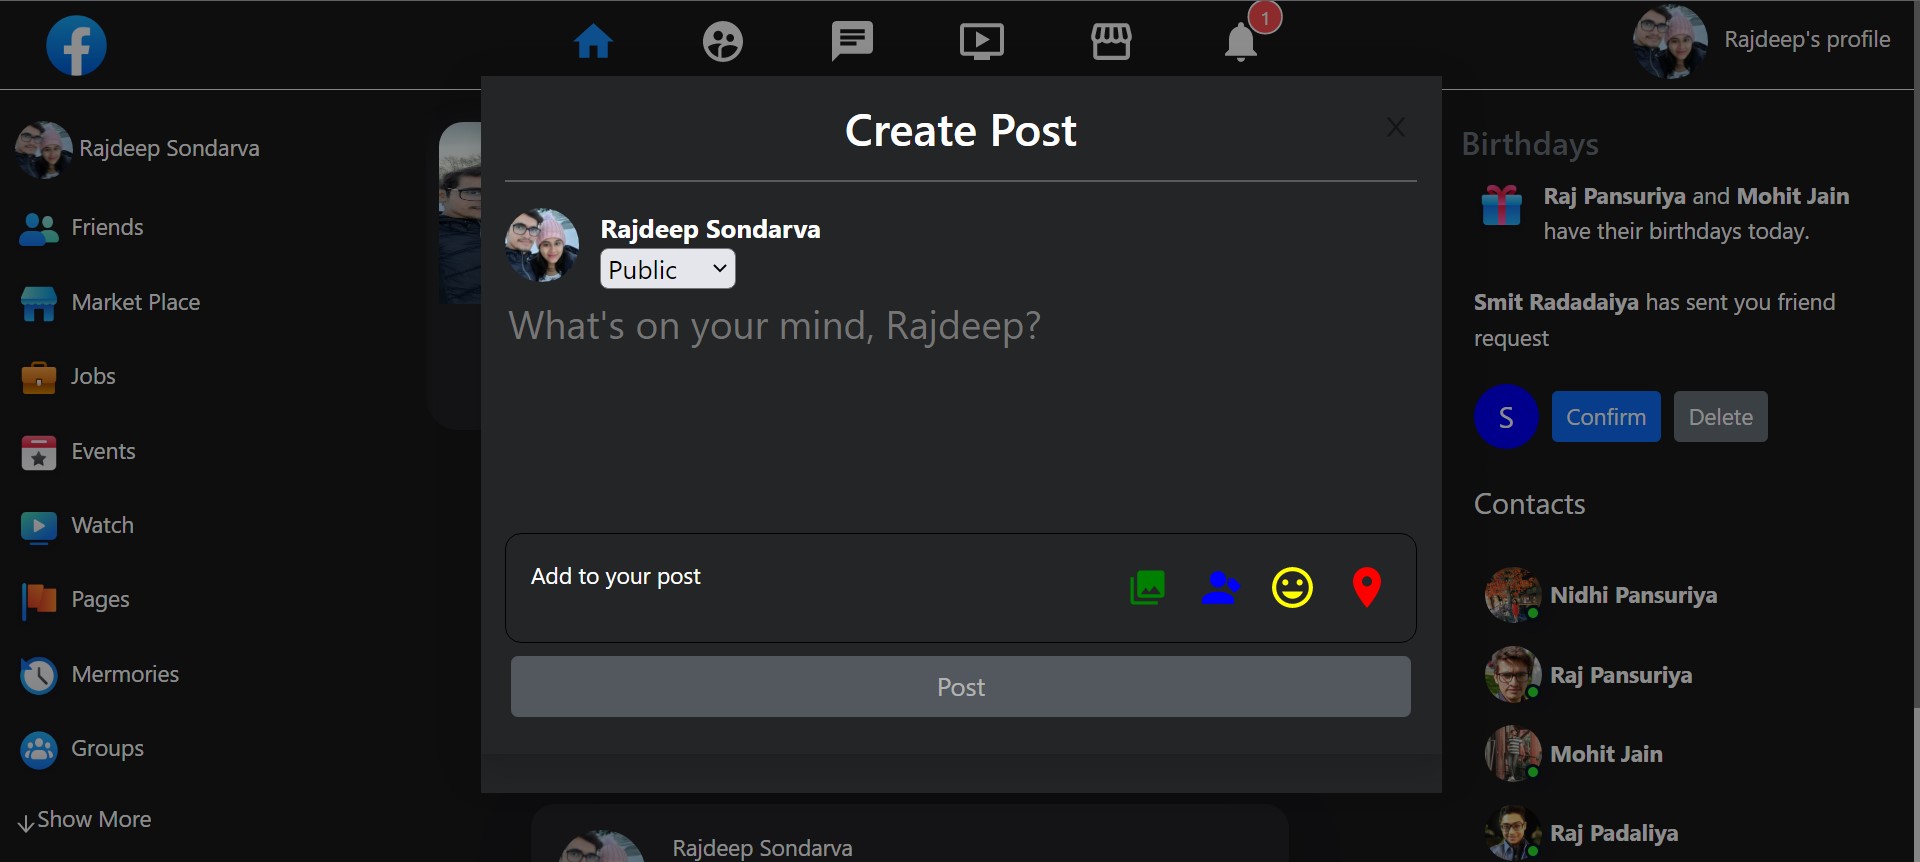 f
1
Rajdeep's profile
Rajdeep Sondarva
Friends
Market Place
Jobs
Events
Watch
Pages
Mermories
Groups
Show More
Create Post
X
Rajdeep Sondarva
Public
What's on your mind, Rajdeep?
Add to your post
Post
Rajdeep Sondarva
Birthdays
Raj Pansuriya and Mohit Jain
have their birthdays today.
Smit Radadaiya has sent you friend
request
S
Confirm
Delete
Contacts
Nidhi Pansuriya
Raj Pansuriya
Mohit Jain
Raj Padaliya